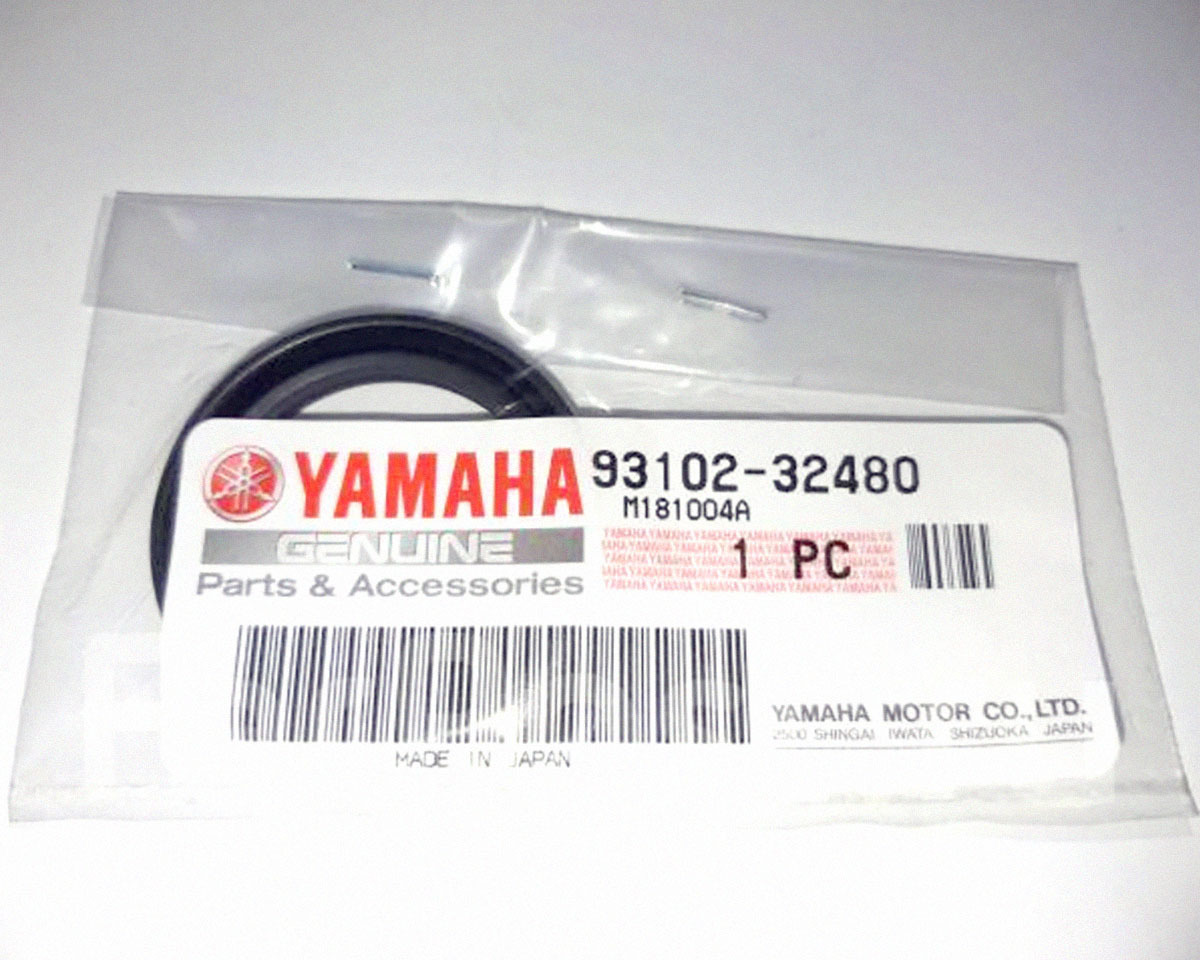 YAMAHA 93102-32480
M181004A
GENUINE
1 PC
Parts & Accessories
YAMAHA MOTOR CO., LTD.
2500 SHINGAI IWATA SHIZUOKA JAPAN
MADE IN JAPAN